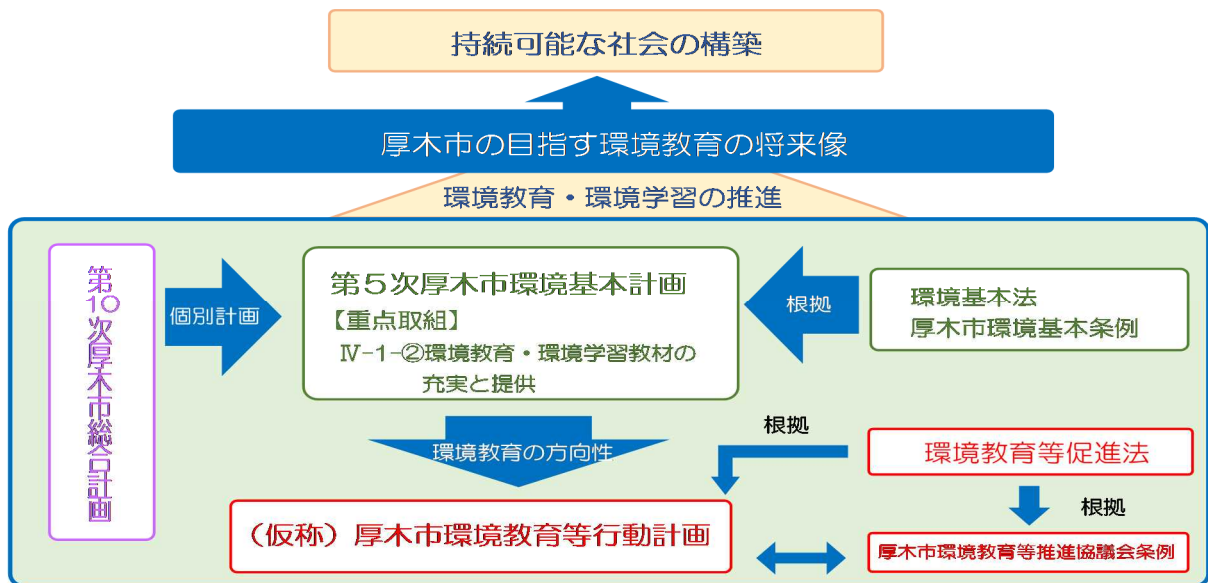 持続可能な社会の構築
厚木市の目指す環境教育の将来像
環境教育・環境学習の推進
第10次厚木市総合計画
個別計画
第5次厚木市環境基本計画
【重点取組】
Ⅳ-1-②環境教育・環境学習教材の
充実と提供
根拠
環境基本法
厚木市環境基本条例
環境教育の方向性
根拠
環境教育等促進法
根拠
(仮称)厚木市環境教育等行動計画
厚木市環境教育等推進協議会条例